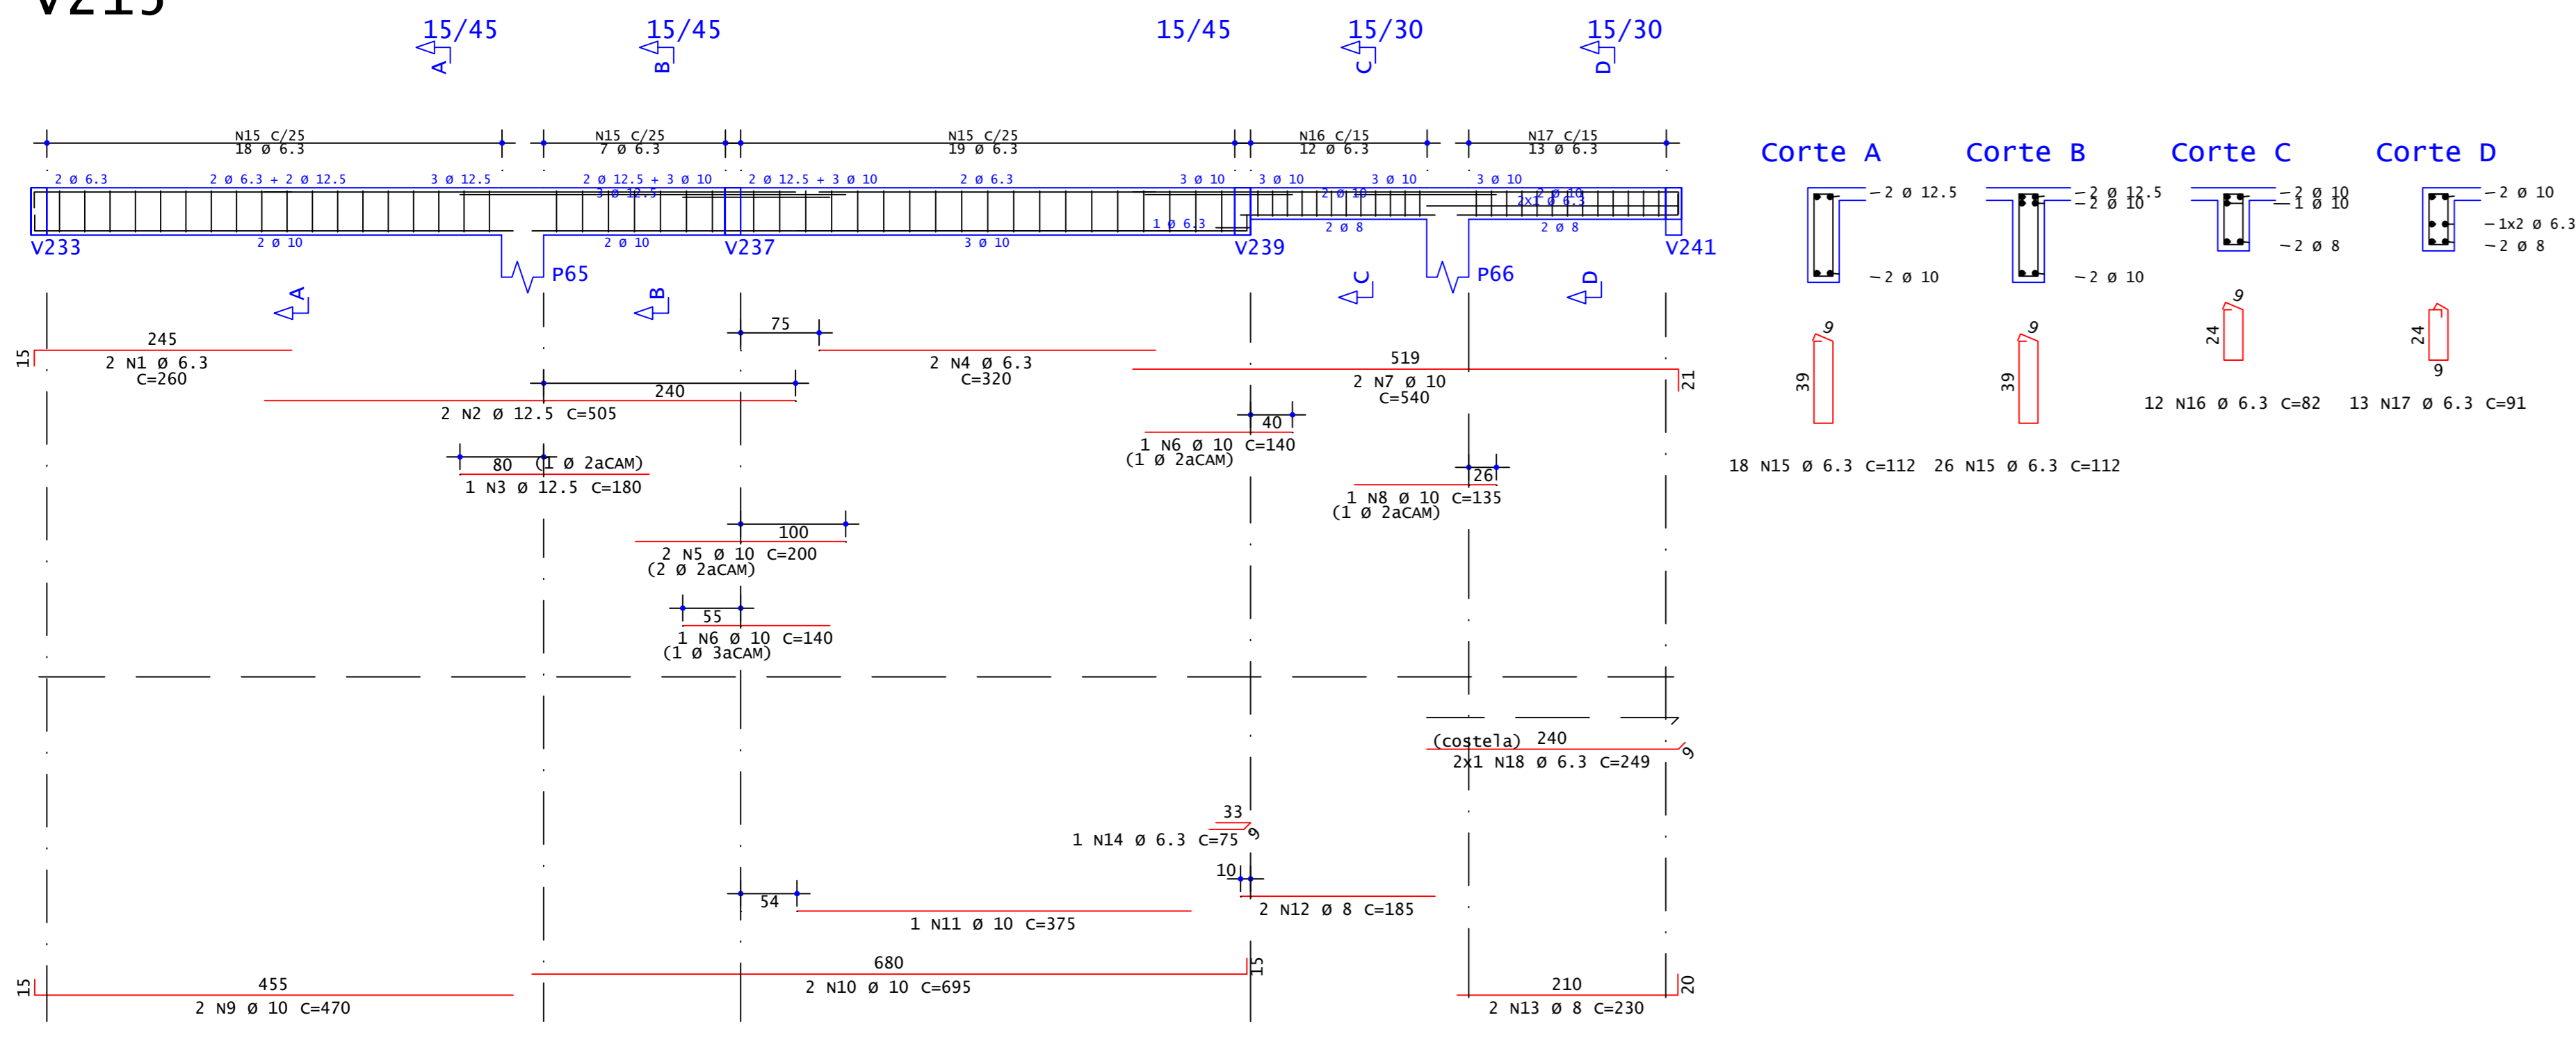 V215
15/45
15/45
15/45
15/30
15/30
A
B
C
D
N15 C/25
18 Ø 6.3
N15 C/25
7 Ø 6.3
N15 C/25
19 Ø 6.3
N16 C/15
12 Ø 6.3
N17 C/15
13 Ø 6.3
2 Ø 6.3
2 Ø 6.3 + 2 Ø 12.5
3 Ø 12.5
2 Ø 12.5 + 3 Ø 10
3 Ø 12.5
2 Ø 12.5 + 3 Ø 10
2 Ø 6.3
3 Ø 10
3 Ø 10
2 Ø 10
3 Ø 10
3 Ø 10
2 Ø 10
2x1 Ø 6.3
1 Ø 6.3
2 Ø 10
2 Ø 10
3 Ø 10
2 Ø 8
2 Ø 8
V233
V237
V239
V241
P65
P66
A
B
C
D
15
245
2 N1 Ø 6.3
C=260
75
2 N4 Ø 6.3
C=320
519
2 N7 Ø 10
C=540
21
240
2 N2 Ø 12.5 C=505
40
1 N6 Ø 10 C=140
(1 Ø 2aCAM)
80
(1 Ø 2aCAM)
1 N3 Ø 12.5 C=180
26
1 N8 Ø 10 C=135
(1 Ø 2aCAM)
100
2 N5 Ø 10 C=200
(2 Ø 2aCAM)
55
1 N6 Ø 10 C=140
(1 Ø 3aCAM)
(costela)
240
9
2x1 N18 Ø 6.3 C=249
33
9
1 N14 Ø 6.3 C=75
10
2 N12 Ø 8 C=185
54
1 N11 Ø 10 C=375
680
15
2 N10 Ø 10 C=695
15
455
2 N9 Ø 10 C=470
210
20
2 N13 Ø 8 C=230
Corte A
2 Ø 12.5
2 Ø 10
9
39
18 N15 Ø 6.3 C=112
Corte B
2 Ø 12.5
2 Ø 10
2 Ø 10
9
39
26 N15 Ø 6.3 C=112
Corte C
2 Ø 10
1 Ø 10
2 Ø 8
9
24
12 N16 Ø 6.3 C=82
Corte D
2 Ø 10
1x2 Ø 6.3
2 Ø 8
24
9
13 N17 Ø 6.3 C=91